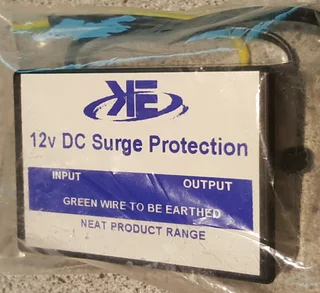 KE
12v DC Surge Protection
INPUT OUTPUT
GREEN WIRE TO BE EARTHED
NEAT PRODUCT RANGE